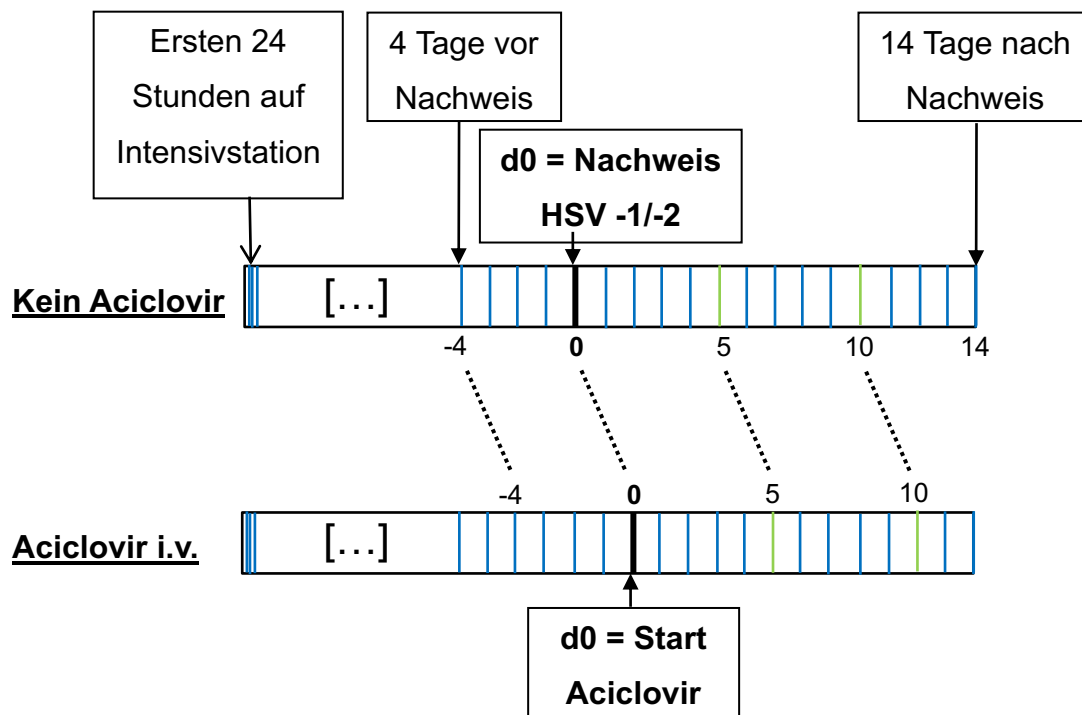 Ersten 24
Stunden auf
Intensivstation
4 Tage vor
Nachweis
14 Tage nach
Nachweis
d0 = Nachweis
HSV -1/-2
Kein Aciclovir
[...]
-4
0
5
10
14
-4
0
5
10
Aciclovir i.v.
[...]
d0 = Start
Aciclovir